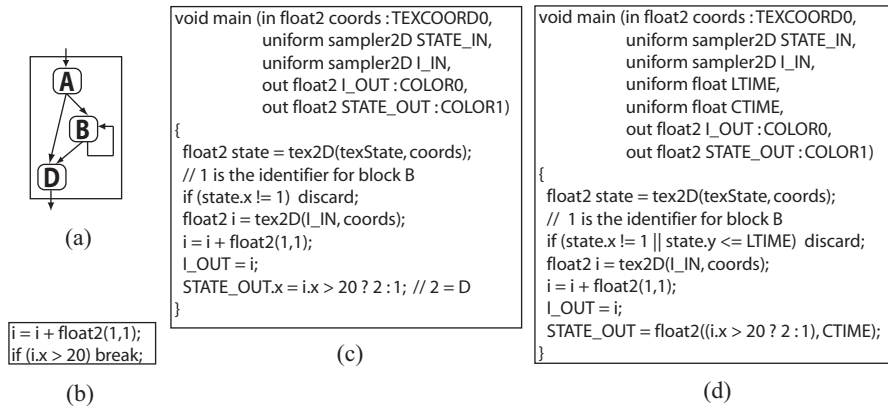 A
B
D
(a)
i = i + float2(1,1);
if (i.x > 20) break;
(b)
void main (in float2 coords : TEXCOORD0,
uniform sampler2D STATE_IN,
uniform sampler2D I_IN,
out float2 I_OUT : COLOR0,
out float2 STATE_OUT : COLOR1)
{
float2 state = tex2D(texState, coords);
// 1 is the identifier for block B
if (state.x != 1) discard;
float2 i = tex2D(I_IN, coords);
i = i + float2(1,1);
I_OUT = i;
STATE_OUT.x = i.x > 20 ? 2 : 1; // 2 = D
}
(c)
void main (in float2 coords : TEXCOORD0,
uniform sampler2D STATE_IN,
uniform sampler2D I_IN,
uniform float LTIME,
uniform float CTIME,
out float2 I_OUT : COLOR0,
out float2 STATE_OUT : COLOR1)
{
float2 state = tex2D(texState, coords);
// 1 is the identifier for block B
if (state.x != 1 || state.y <= LTIME) discard;
float2 i = tex2D(I_IN, coords);
i = i + float2(1,1);
I_OUT = i;
STATE_OUT = float2((i.x > 20 ? 2 : 1), CTIME);
}
(d)